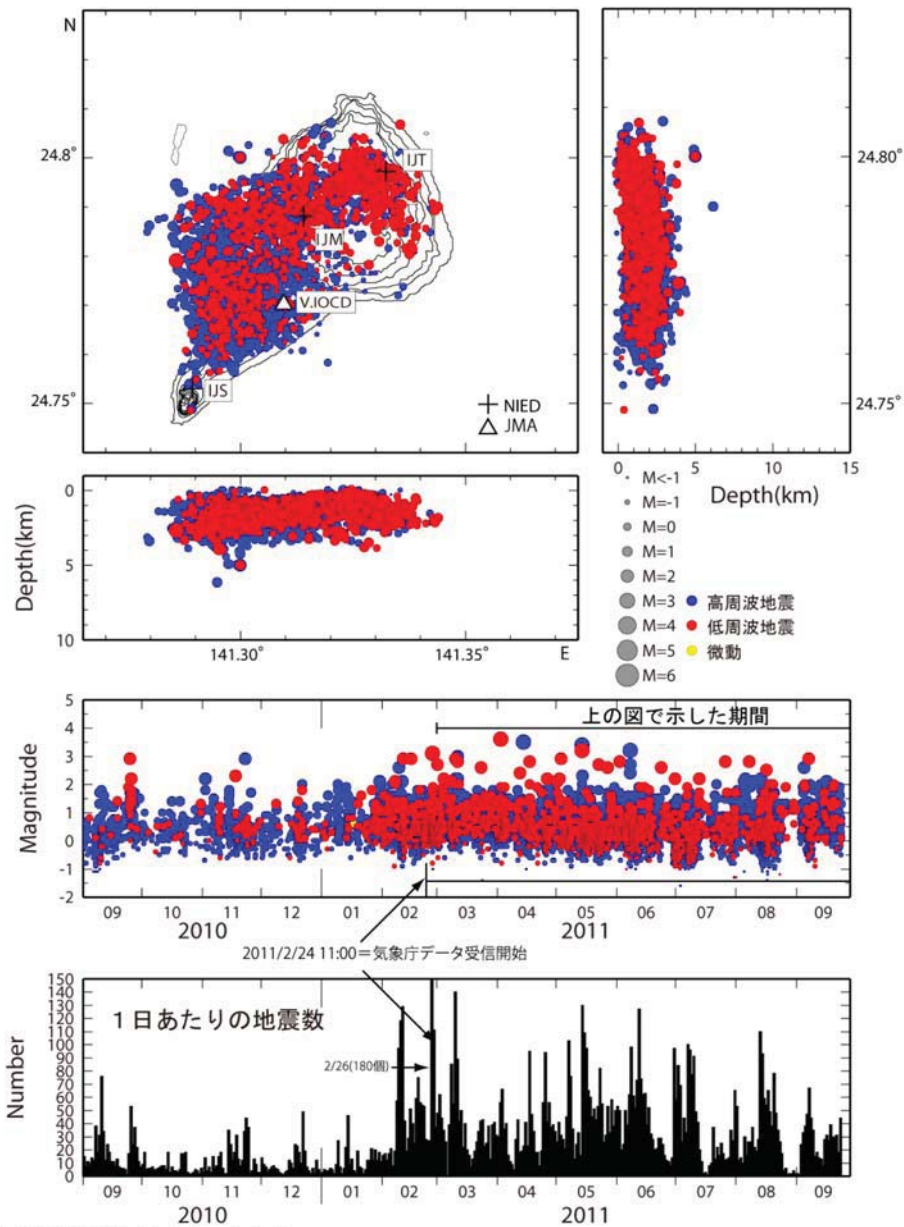 N
24.8°
24.75°
IJT
IJM
V.IOCD
IJS
NIED
JMA
24.80°
24.75°
0 5 10 15
Depth(km)
M<-1
M=-1
M=0
M=1
M=2
M=3
M=4
M=5
M=6
高周波地震
低周波地震
微動
0
5
10
Depth(km)
141.30° 141.35° E
上の図で示した期間
5
4
3
2
1
0
-1
-2
Magnitude
09 10 11 12 01 02 03 04 05 06 07 08 09
2010 2011
2011/2/24 11:00=気象庁データ受信開始
1日あたりの地震数
2/26(180個)
150
140
130
120
110
100
90
80
70
60
50
40
30
20
10
0
Number
09 10 11 12 01 02 03 04 05 06 07 08 09
2010 2011